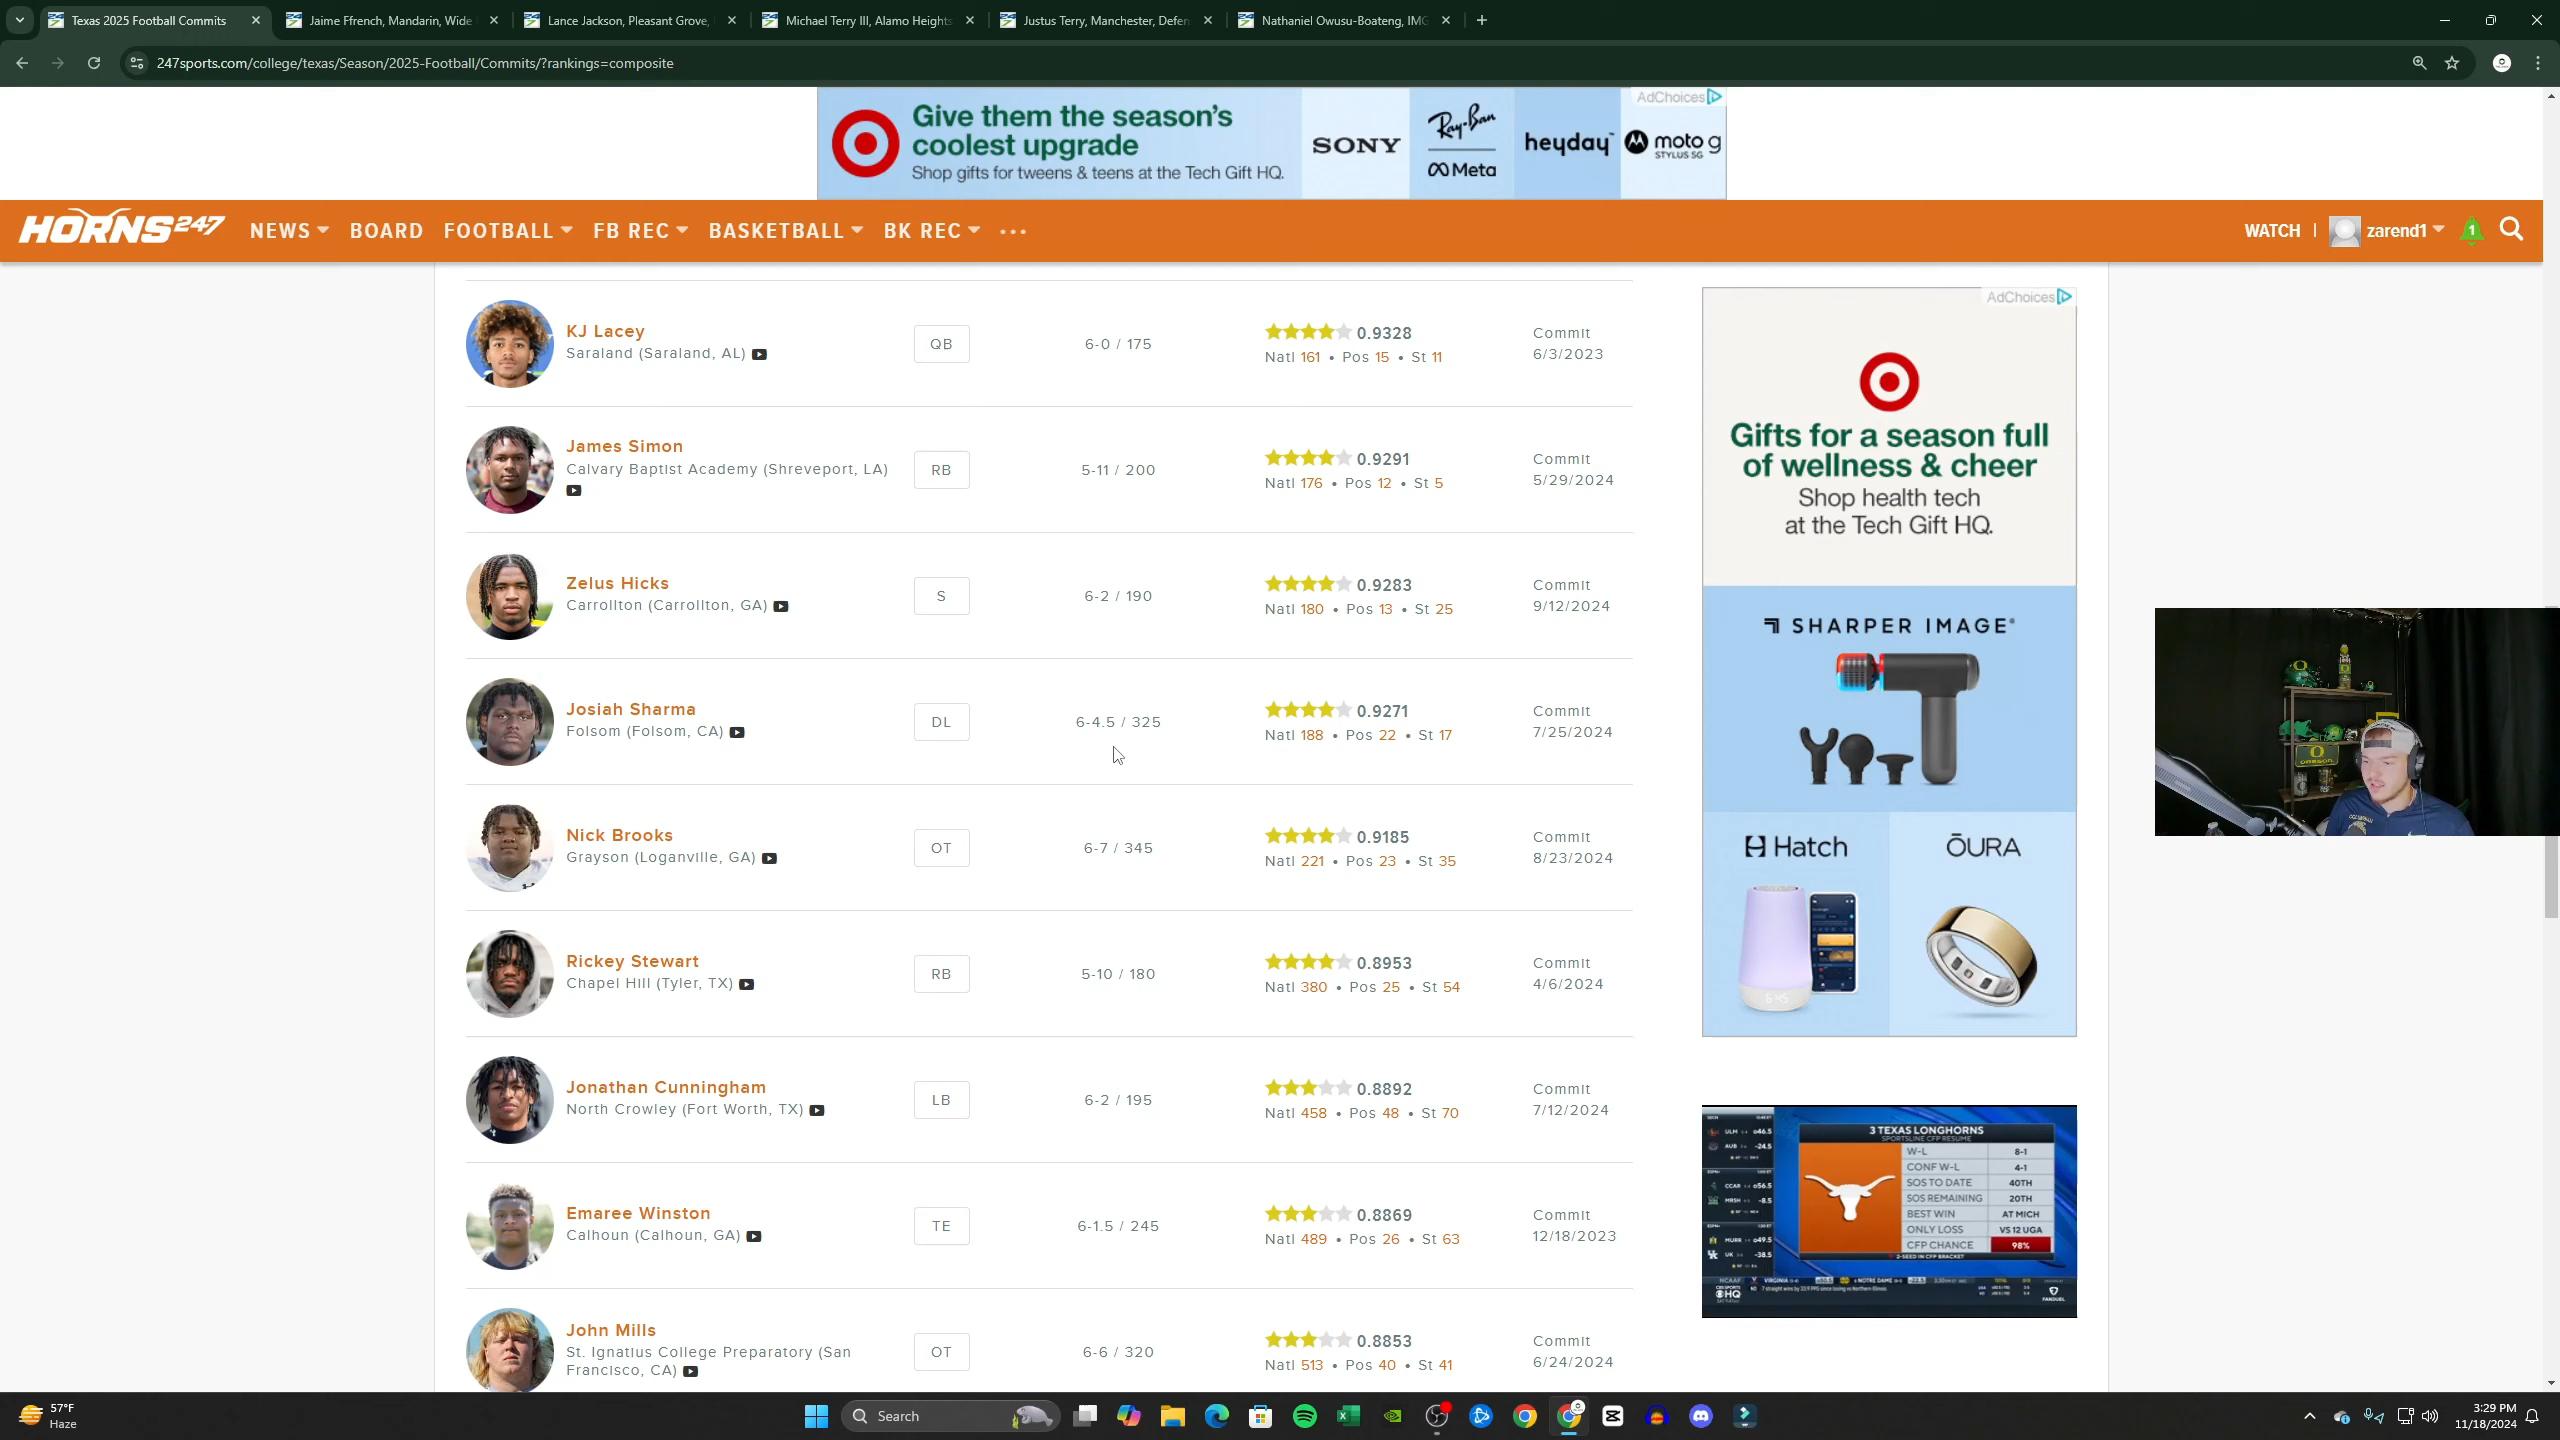 Texas 2025 Football Commits
Jaime Ffrench, Mandarin, Wide
Lance Jackson, Pleasant Grove,
Michael Terry III, Alamo Heights
Justus Terry, Manchester, Defen
Nathaniel Owusu-Boateng, IMG
247sports.com/college/texas/Season/2025-Football/Commits/?rankings=composite
Give them the season's
coolest upgrade
Shop gifts for tweens & teens at the Tech Gift HQ.
SONY
Ray-Ban
Meta
heyday
moto g
STYLUS 5G
AdChoices
HORNS247
NEWS BOARD FOOTBALL FB REC BASKETBALL BK REC
WATCH | zarend1 1
KJ Lacey
Saraland (Saraland, AL)
QB
6-0 / 175
0.9328
Natl 161 • Pos 15 • St 11
Commit
6/3/2023
James Simon
Calvary Baptist Academy (Shreveport, LA)
RB
5-11 / 200
0.9291
Natl 176 • Pos 12 • St 5
Commit
5/29/2024
Zelus Hicks
Carrollton (Carrollton, GA)
S
6-2 / 190
0.9283
Natl 180 • Pos 13 • St 25
Commit
9/12/2024
Josiah Sharma
Folsom (Folsom, CA)
DL
6-4.5 / 325
0.9271
Natl 188 • Pos 22 • St 17
Commit
7/25/2024
Nick Brooks
Grayson (Loganville, GA)
OT
6-7 / 345
0.9185
Natl 221 • Pos 23 • St 35
Commit
8/23/2024
Rickey Stewart
Chapel Hill (Tyler, TX)
RB
5-10 / 180
0.8953
Natl 380 • Pos 25 • St 54
Commit
4/6/2024
Jonathan Cunningham
North Crowley (Fort Worth, TX)
LB
6-2 / 195
0.8892
Natl 458 • Pos 48 • St 70
Commit
7/12/2024
Emaree Winston
Calhoun (Calhoun, GA)
TE
6-1.5 / 245
0.8869
Natl 489 • Pos 26 • St 63
Commit
12/18/2023
John Mills
St. Ignatius College Preparatory (San
Francisco, CA)
OT
6-6 / 320
0.8853
Natl 513 • Pos 40 • St 41
Commit
6/24/2024
AdChoices
Gifts for a season full
of wellness & cheer
Shop health tech
at the Tech Gift HQ.
SHARPER IMAGE
Hatch
ŌURA
3 TEXAS LONGHORNS
SPORTSLINE CFP RESUME
W-L 8-1
CONF W-L 4-1
SOS TO DATE 40TH
SOS REMAINING 20TH
BEST WIN AT MICH
ONLY LOSS VS 12 UGA
CFP CHANCE 98%
2-SEED IN CFP BRACKET
57°F
Haze
Search
3:29 PM
11/18/2024